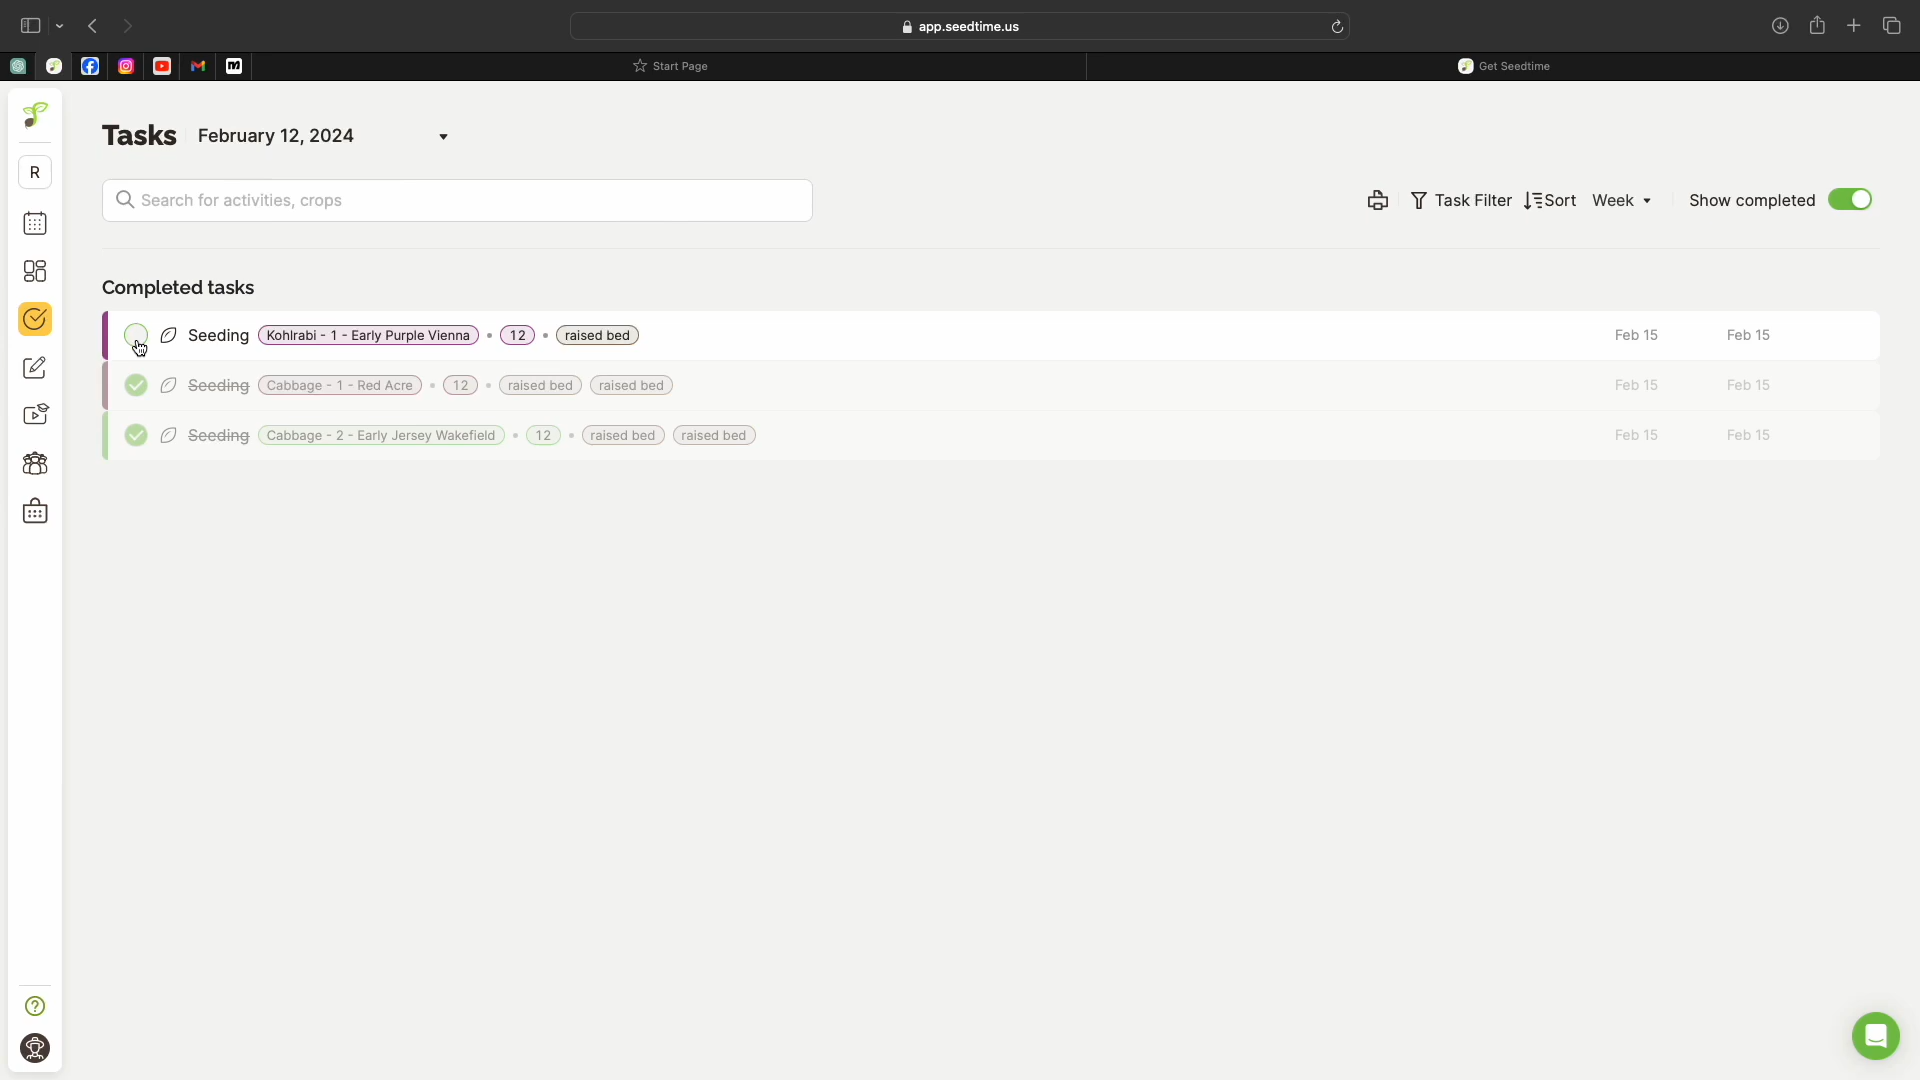 app.seedtime.us
Start Page
Get Seedtime
Tasks February 12, 2024
R
Search for activities, crops
Task Filter Sort Week Show completed
Completed tasks
Seeding Kohlrabi - 1 - Early Purple Vienna • 12 • raised bed Feb 15 Feb 15
Seeding Cabbage - 1 - Red Acre • 12 • raised bed raised bed Feb 15 Feb 15
Seeding Cabbage - 2 - Early Jersey Wakefield • 12 • raised bed raised bed Feb 15 Feb 15